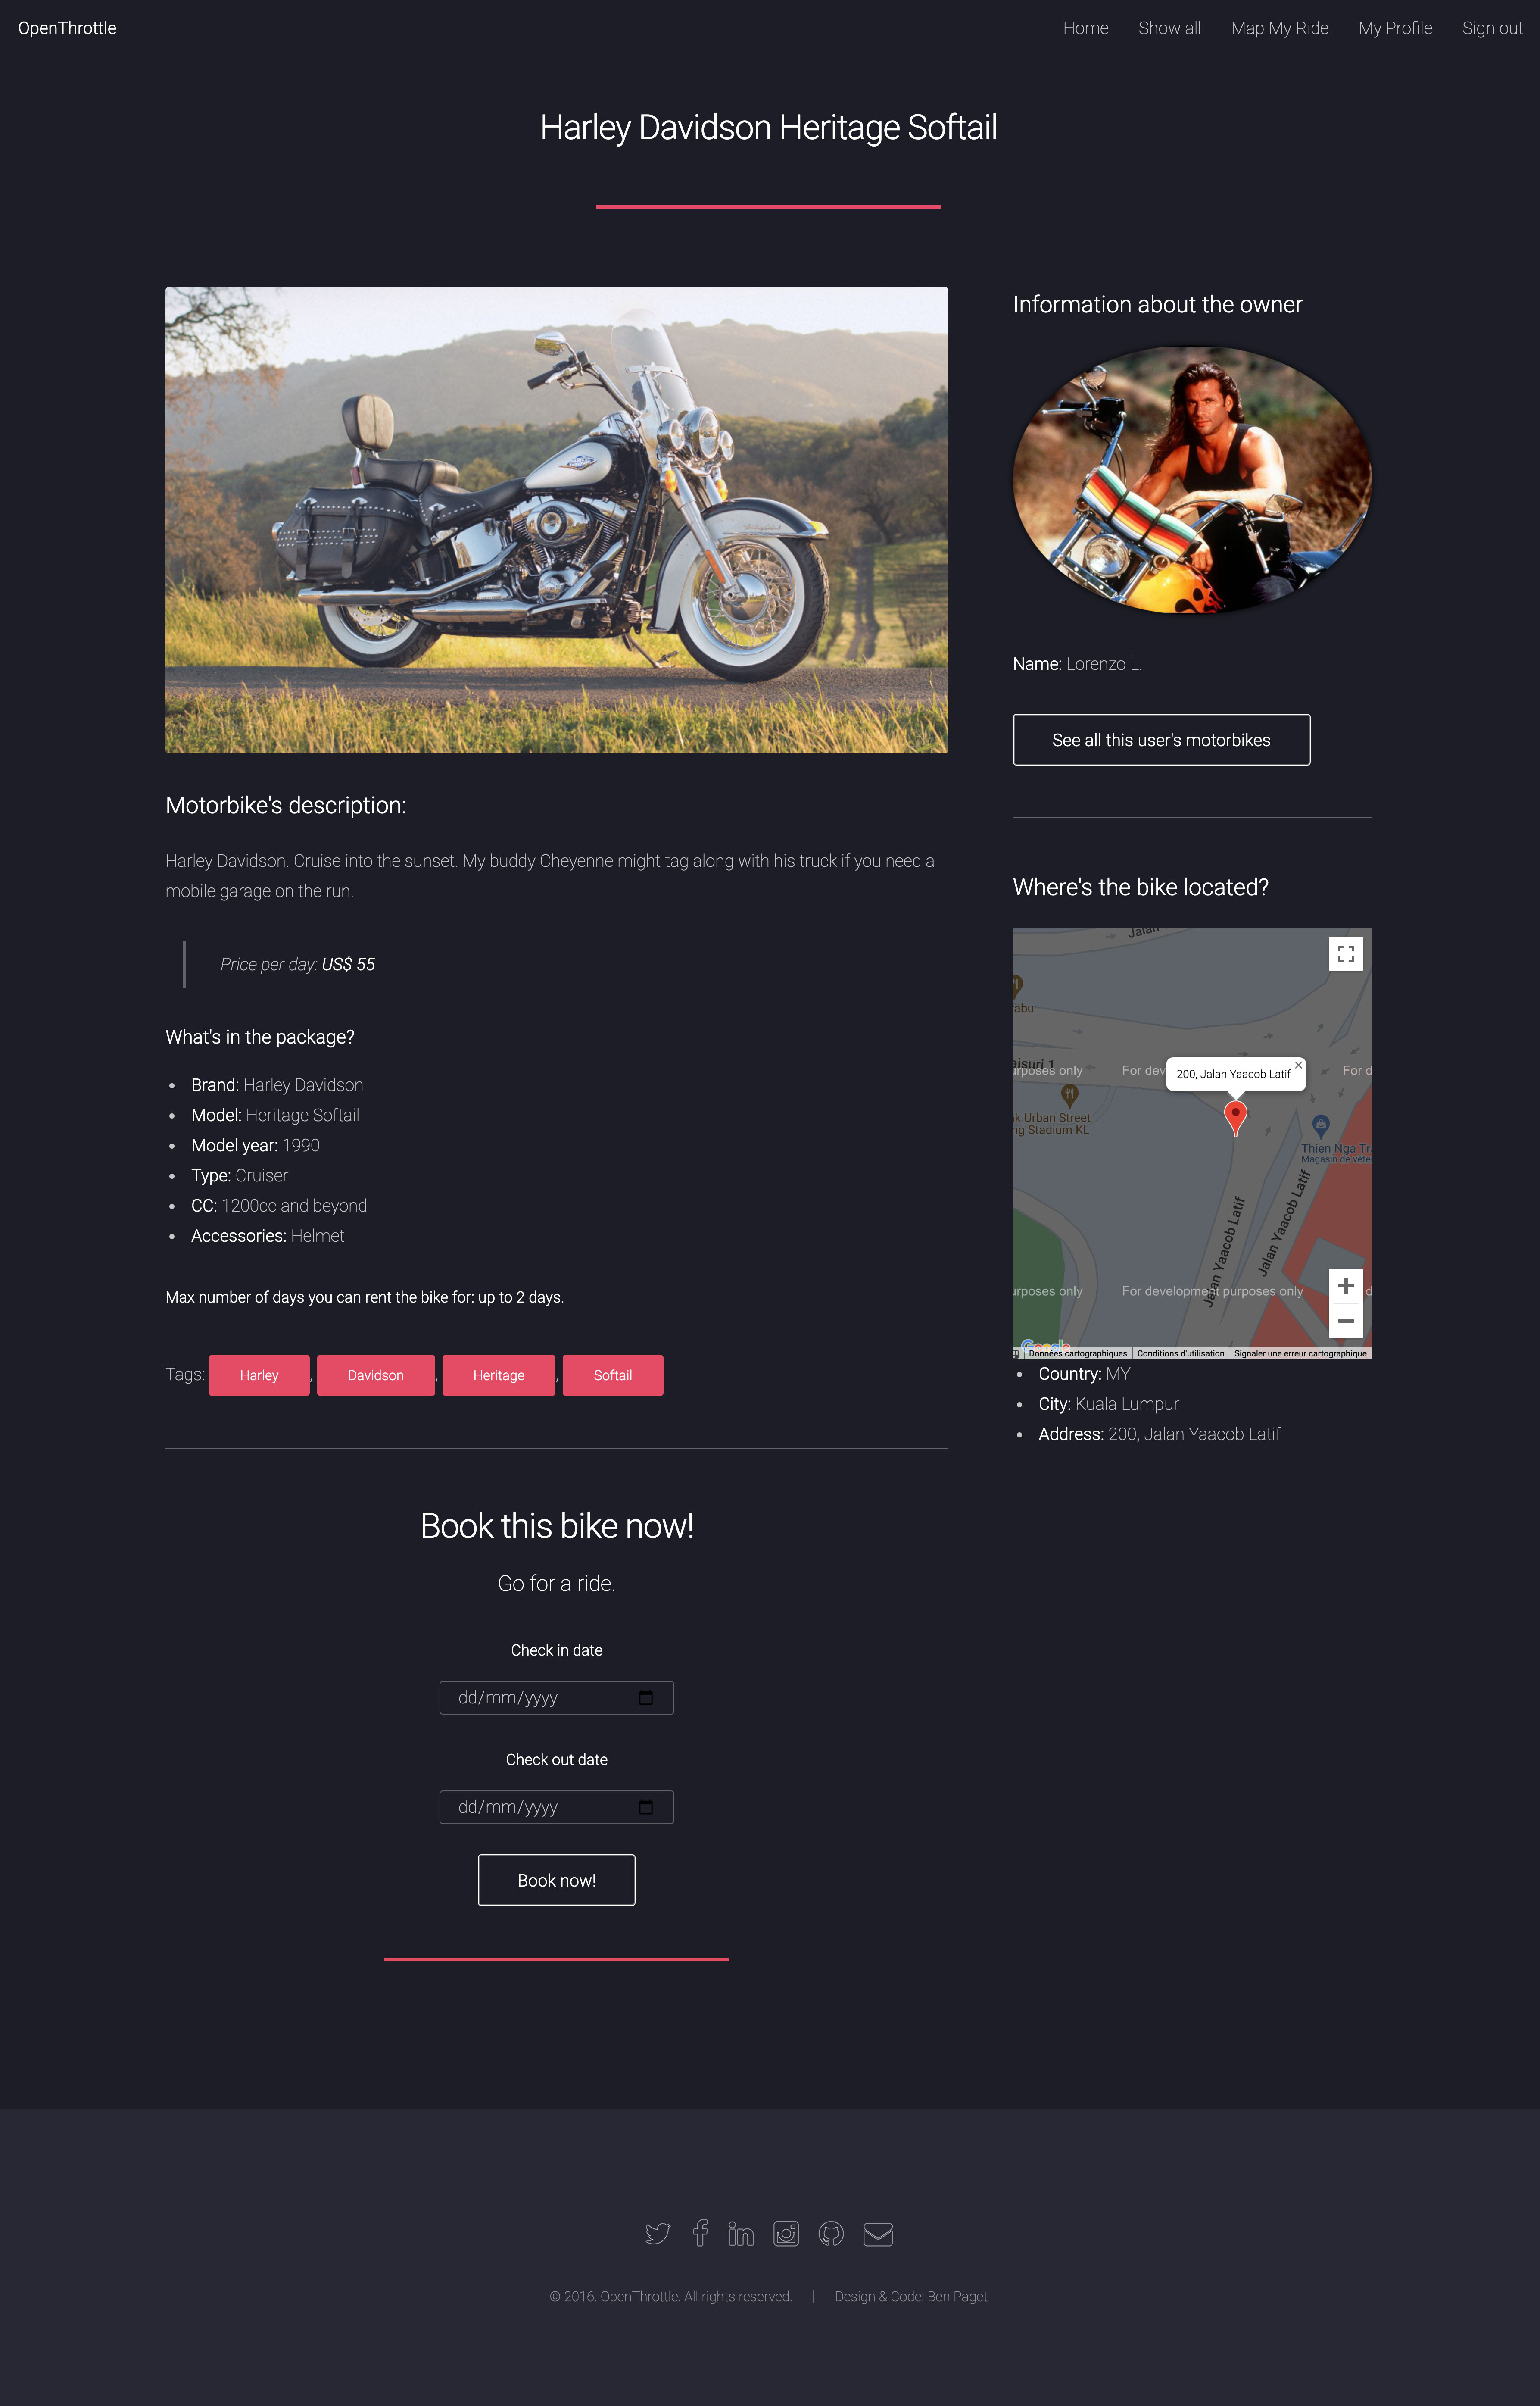 OpenThrottle
Home Show all Map My Ride My Profile Sign out
Harley Davidson Heritage Softail
Motorbike's description:
Harley Davidson. Cruise into the sunset. My buddy Cheyenne might tag along with his truck if you need a
mobile garage on the run.
Price per day: US$ 55
What's in the package?
Brand: Harley Davidson
Model: Heritage Softail
Model year: 1990
Type: Cruiser
CC: 1200cc and beyond
Accessories: Helmet
Max number of days you can rent the bike for: up to 2 days.
Tags: Harley, Davidson, Heritage, Softail
Book this bike now!
Go for a ride.
Check in date
dd/mm/yyyy
Check out date
dd/mm/yyyy
Book now!
Information about the owner
Name: Lorenzo L.
See all this user's motorbikes
Where's the bike located?
Jalan
abu
aisuri 1
urposes only For dev For d
200, Jalan Yaacob Latif
k Urban Street
ng Stadium KL
Thien Nga Tr
Magasin de vête
Jalan Yaacob Latif
Jalan Yaacob Latif
urposes only For development purposes only d
Google
Données cartographiques Conditions d'utilisation Signaler une erreur cartographique
Country: MY
City: Kuala Lumpur
Address: 200, Jalan Yaacob Latif
© 2016. OpenThrottle. All rights reserved. | Design & Code: Ben Paget